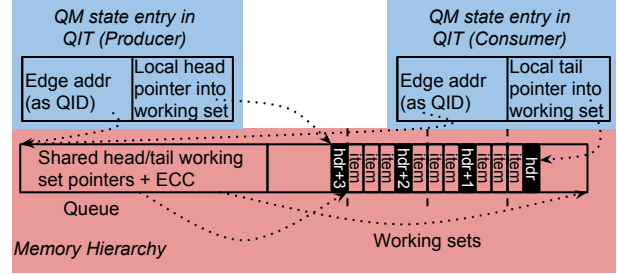 QM state entry in
QIT (Producer)
Edge addr
(as QID)
Local head
pointer into
working set
QM state entry in
QIT (Consumer)
Edge addr
(as QID)
Local tail
pointer into
working set
Shared head/tail working
set pointers + ECC
hdr+3
item
item
item
hdr+2
item
item
item
hdr+1
item
item
item
hdr
Queue
Working sets
Memory Hierarchy